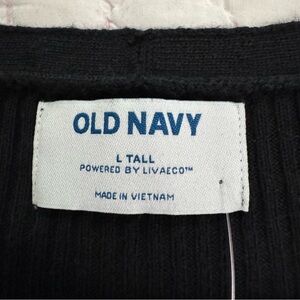 OLD NAVY
L TALL
POWERED BY LIVAECO™
MADE IN VIETNAM